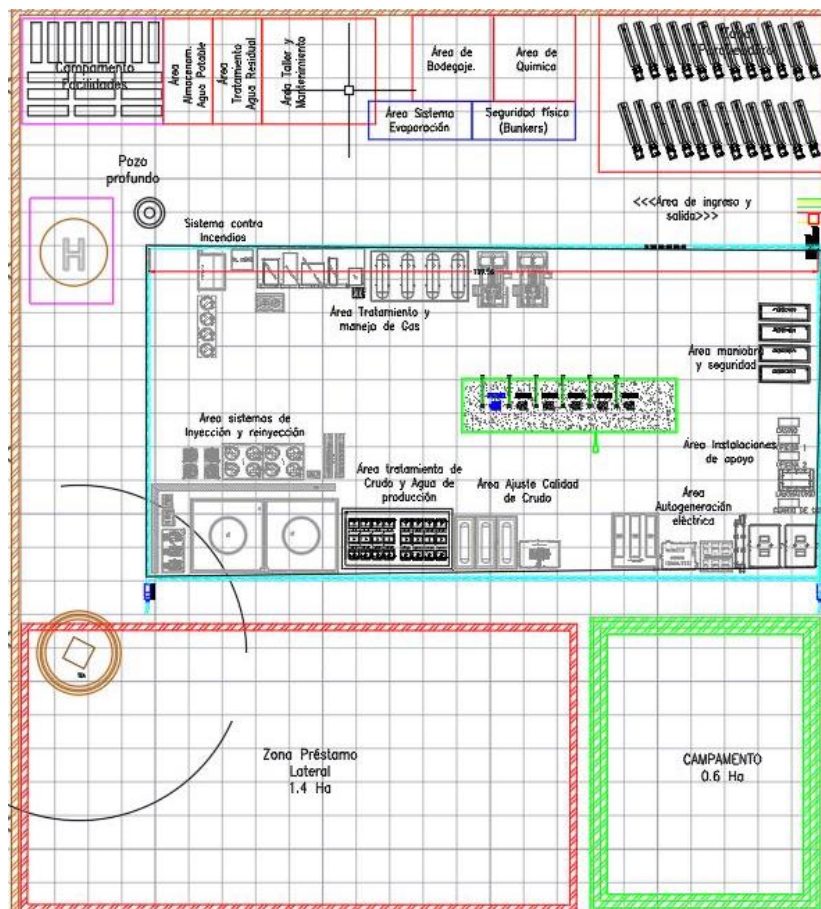 Campamento
Facilidades
Área
Almacenam.
Agua Potable
Área
Tratamiento
Agua Residual
Área Taller y
Mantenimiento
Área de
Bodegaje.
Área de
Química
Área Sistema
Evaporación
Seguridad física
(Bunkers)
Zona
Parqueadero
Pozo
profundo
<<<Área de ingreso y
salida>>>
H
Sistema contra
Incendios
Área Tratamiento y
manejo de Gas
Área maniobra
y seguridad
Área sistemas de
Inyección y reinyección
Área tratamiento de
Crudo y Agua de
producción
Área Ajuste Calidad
de Crudo
Área Instalaciones
de apoyo
Área
Autogeneración
eléctrica
LABORATORIO
TEA
Zona Préstamo
Lateral
1.4 Ha
CAMPAMENTO
0.6 Ha